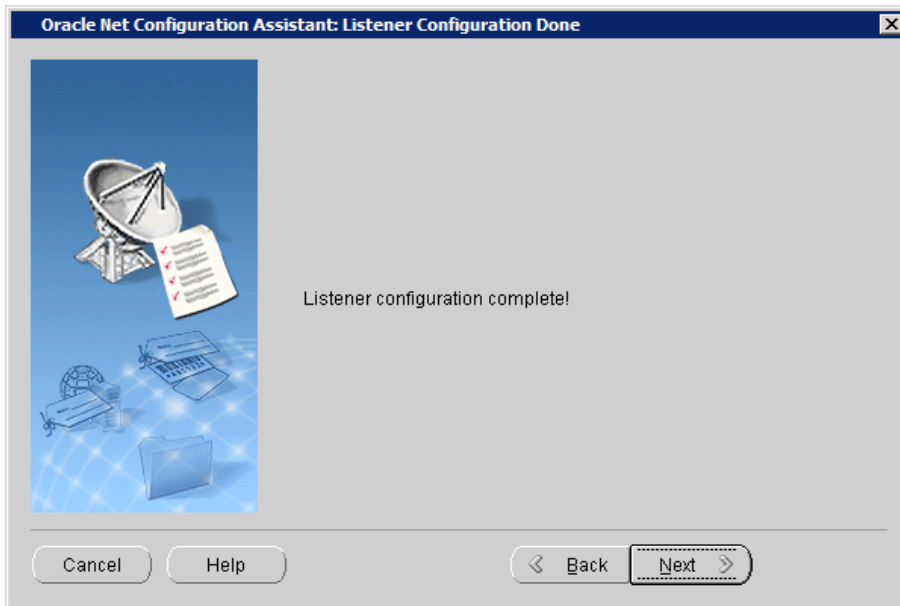 Oracle Net Configuration Assistant: Listener Configuration Done
Listener configuration complete!
Cancel
Help
Back
Next